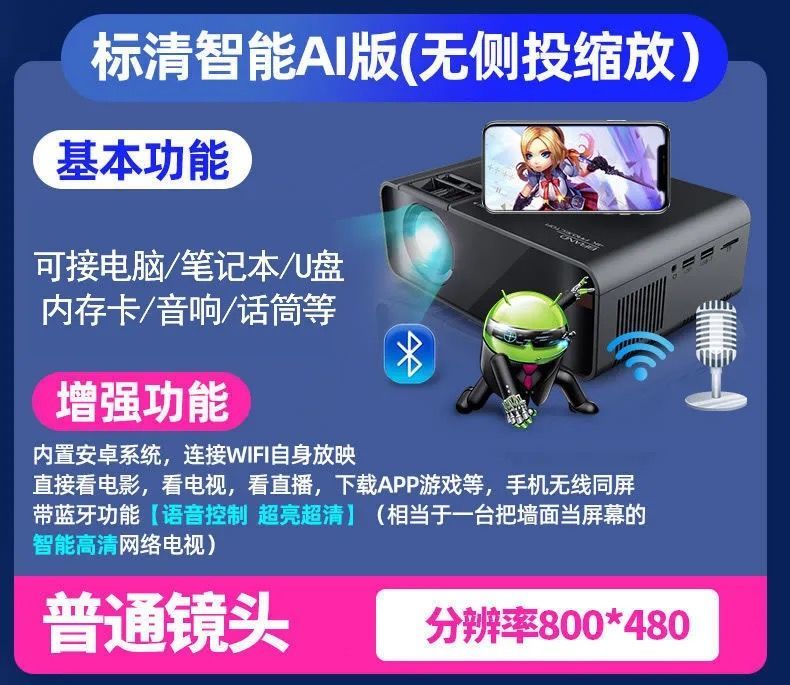 标清智能AI版(无侧投缩放）
基本功能
可接电脑/笔记本/U盘
内存卡/音响/话筒等
增强功能
内置安卓系统，连接WIFI自身放映
直接看电影，看电视，看直播，下载APP游戏等，手机无线同屏
带蓝牙功能【语音控制 超亮超清】（相当于一台把墙面当屏幕的
智能高清网络电视）
普通镜头
分辨率800*480